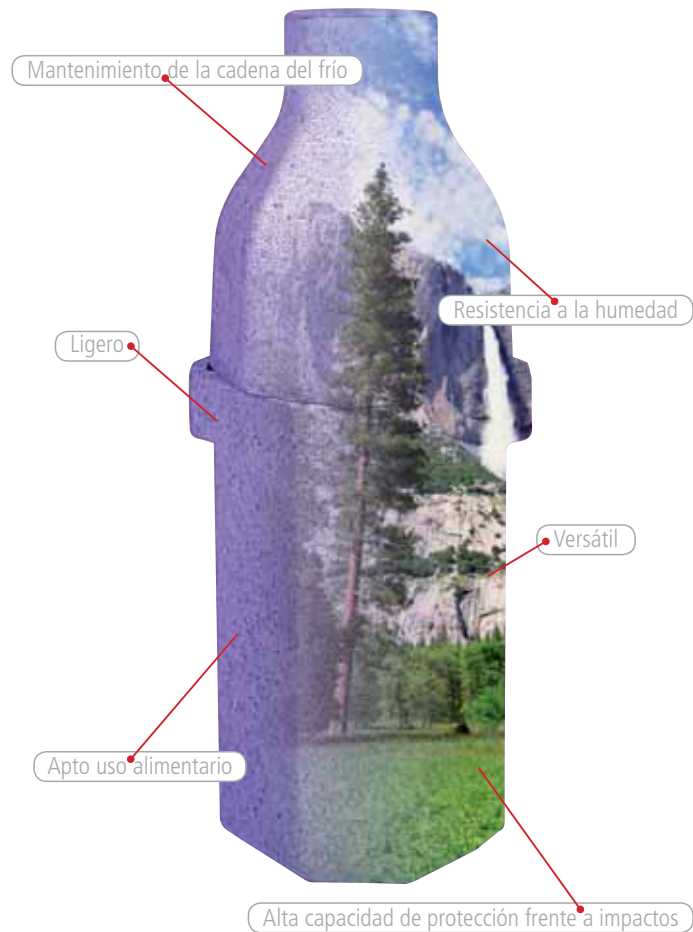 Mantenimiento de la cadena del frío
Resistencia a la humedad
Ligero
Versátil
Apto uso alimentario
Alta capacidad de protección frente a impactos